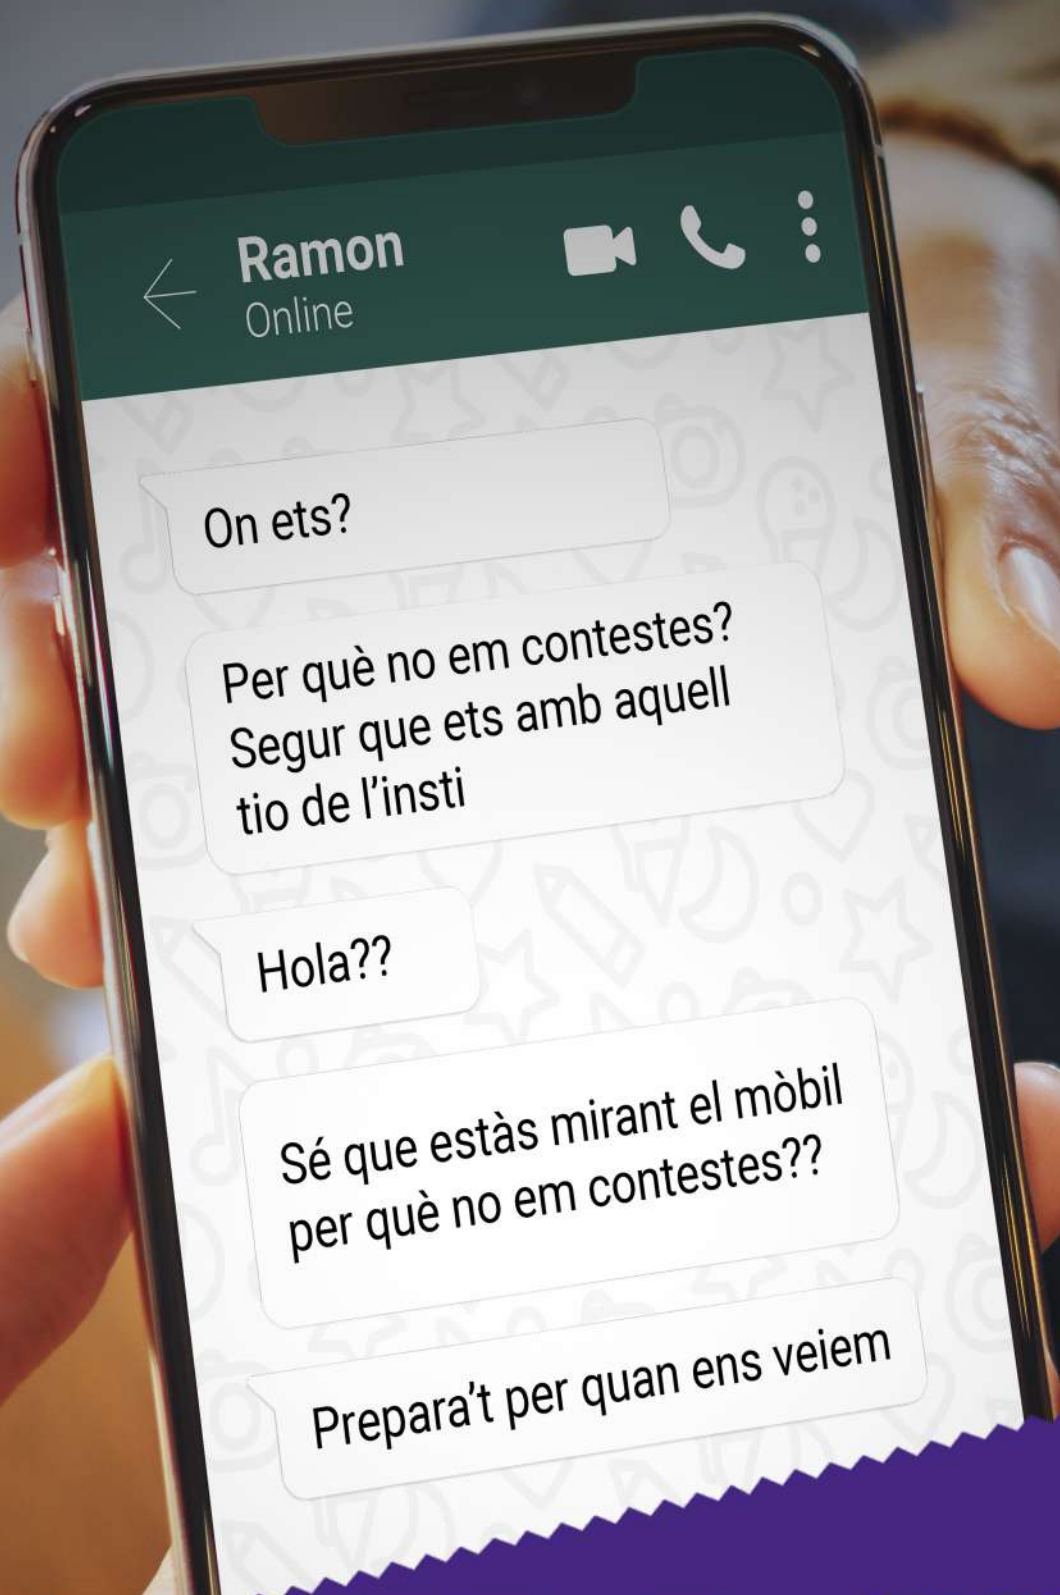 Ramon
Online
On ets?
Per què no em contestes?
Segur que ets amb aquell
tio de l'insti
Hola??
Sé que estàs mirant el mòbil
per què no em contestes??
Prepara't per quan ens veiem